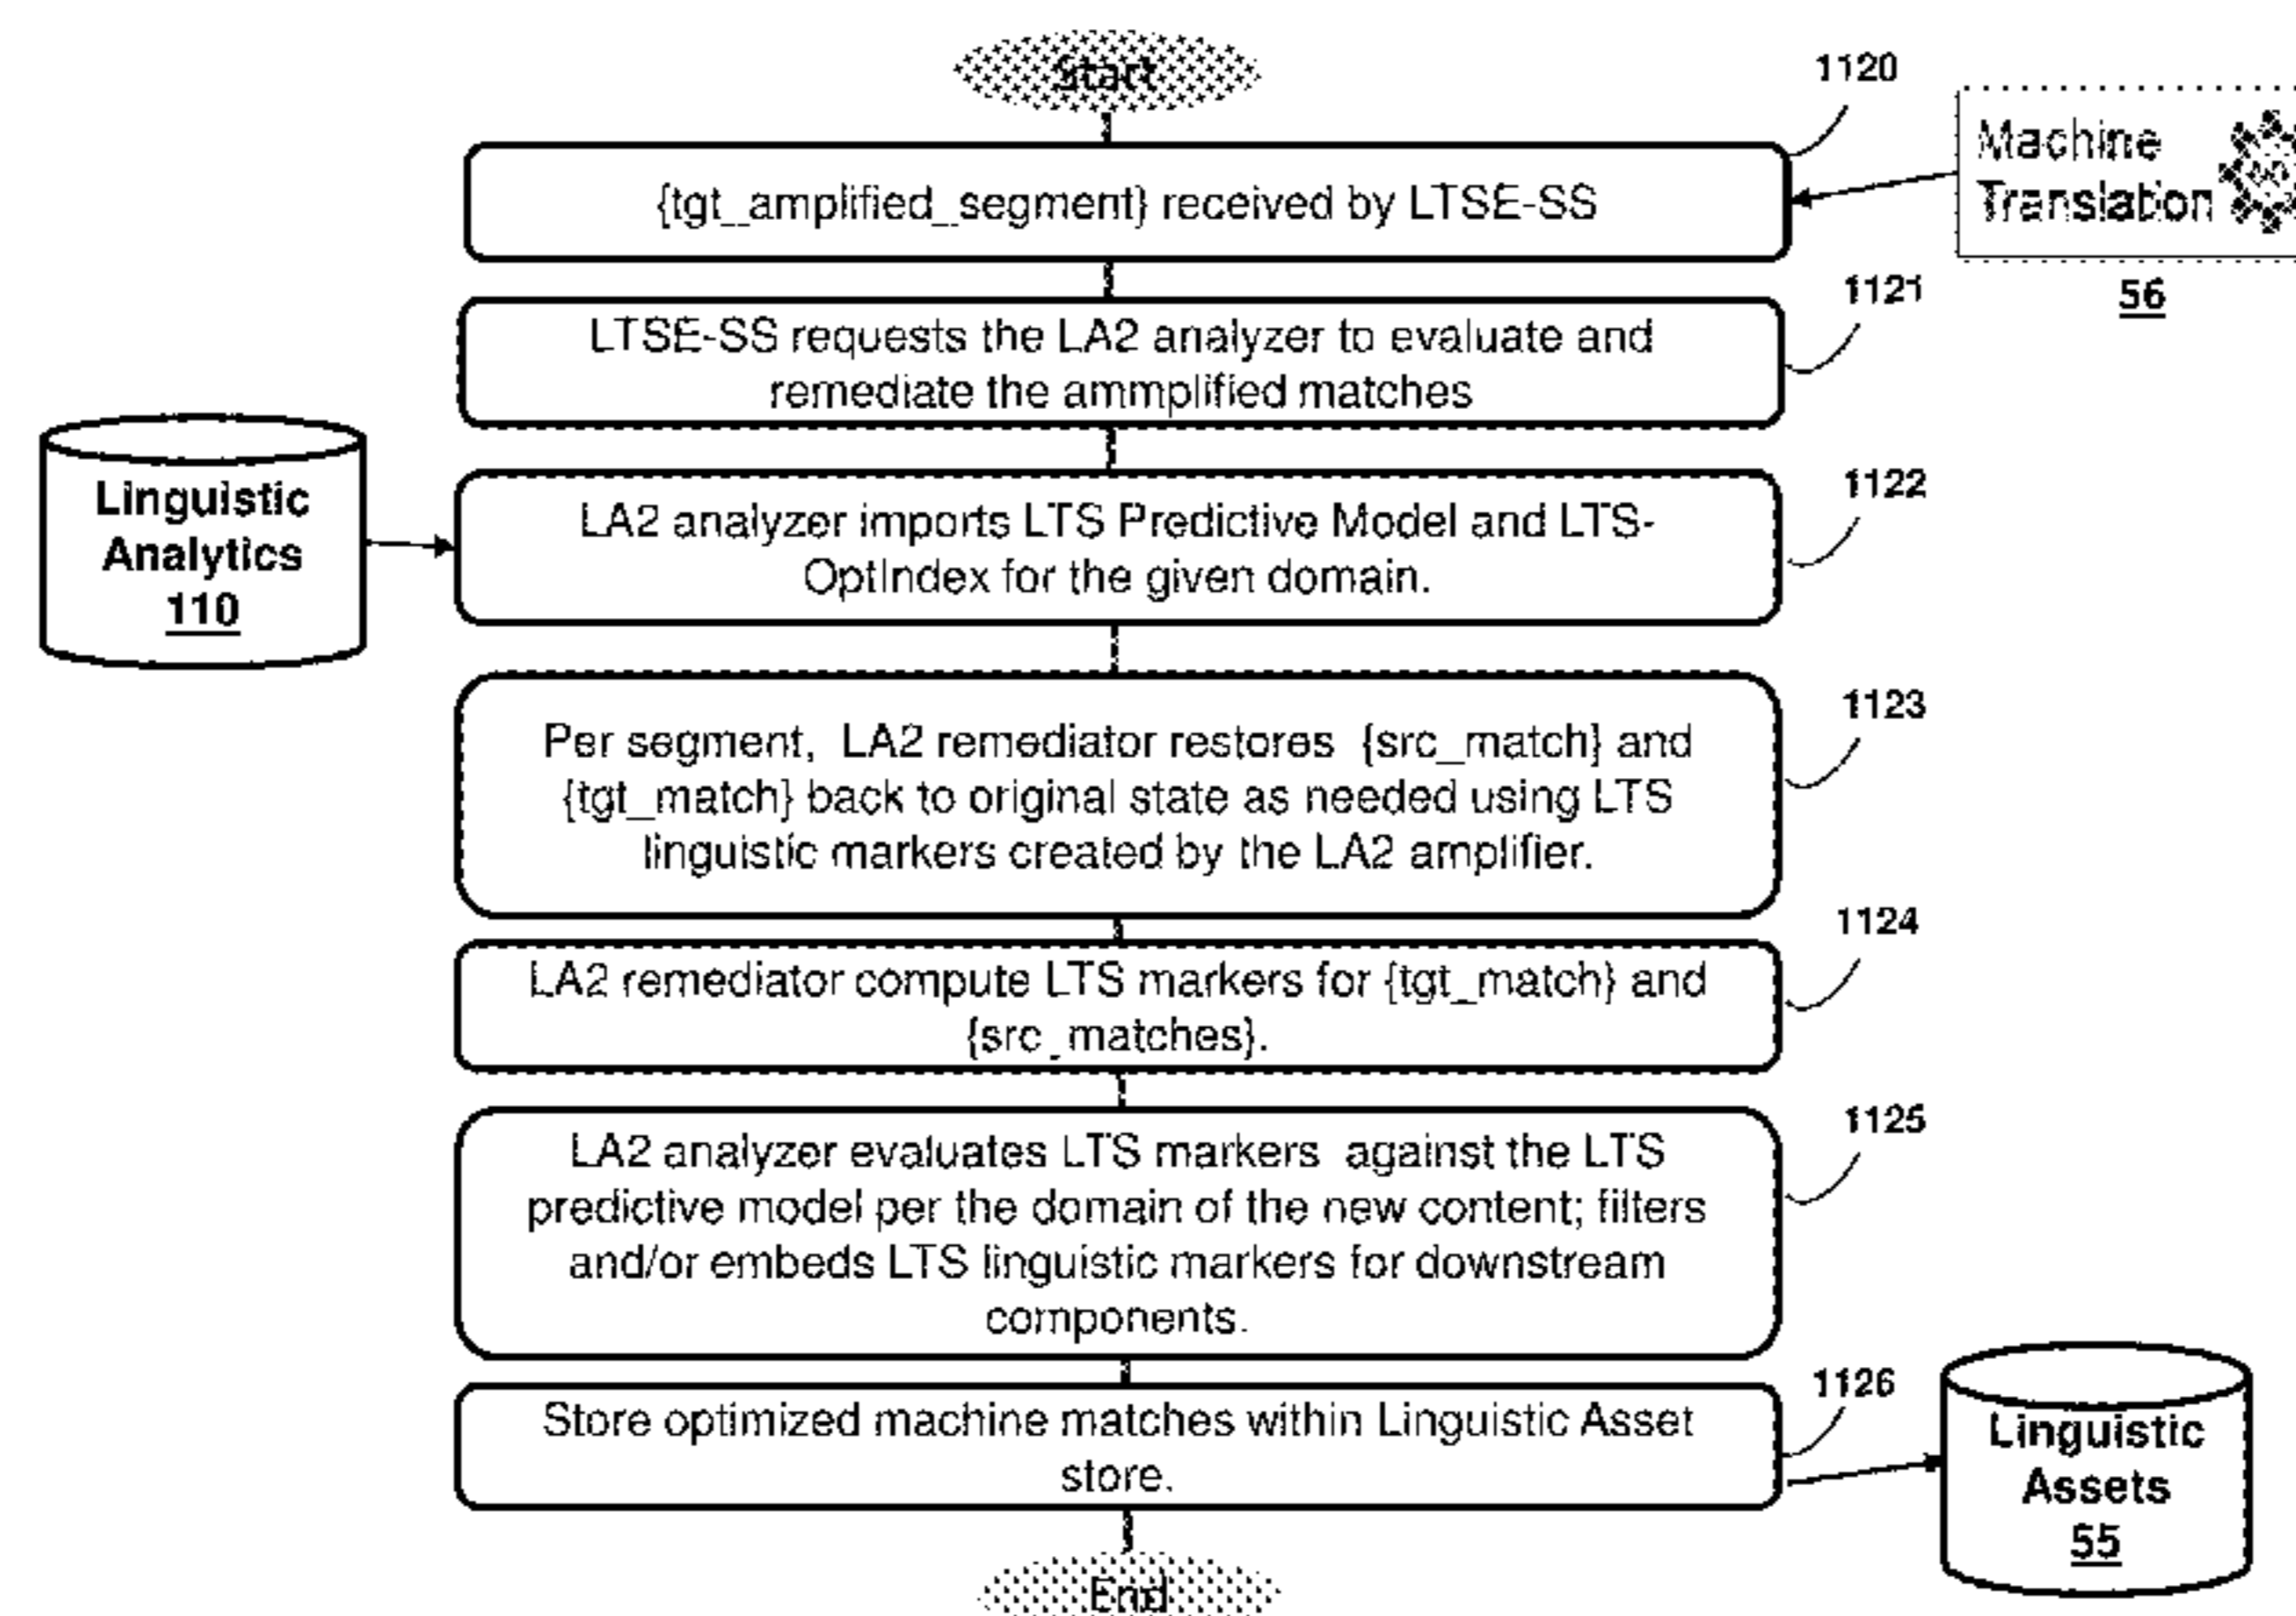 Start
1120
{tgt_amplified_segment} received by LTSE-SS
Machine
Translation
56
1121
LTSE-SS requests the LA2 analyzer to evaluate and
remediate the ammplified matches
Linguistic
Analytics
110
1122
LA2 analyzer imports LTS Predictive Model and LTS-
OptIndex for the given domain.
1123
Per segment, LA2 remediator restores {src_match} and
{tgt_match} back to original state as needed using LTS
linguistic markers created by the LA2 amplifier.
1124
LA2 remediator compute LTS markers for {tgt_match} and
{src_matches}.
1125
LA2 analyzer evaluates LTS markers against the LTS
predictive model per the domain of the new content; filters
and/or embeds LTS linguistic markers for downstream
components.
1126
Store optimized machine matches within Linguistic Asset
store.
Linguistic
Assets
55
End